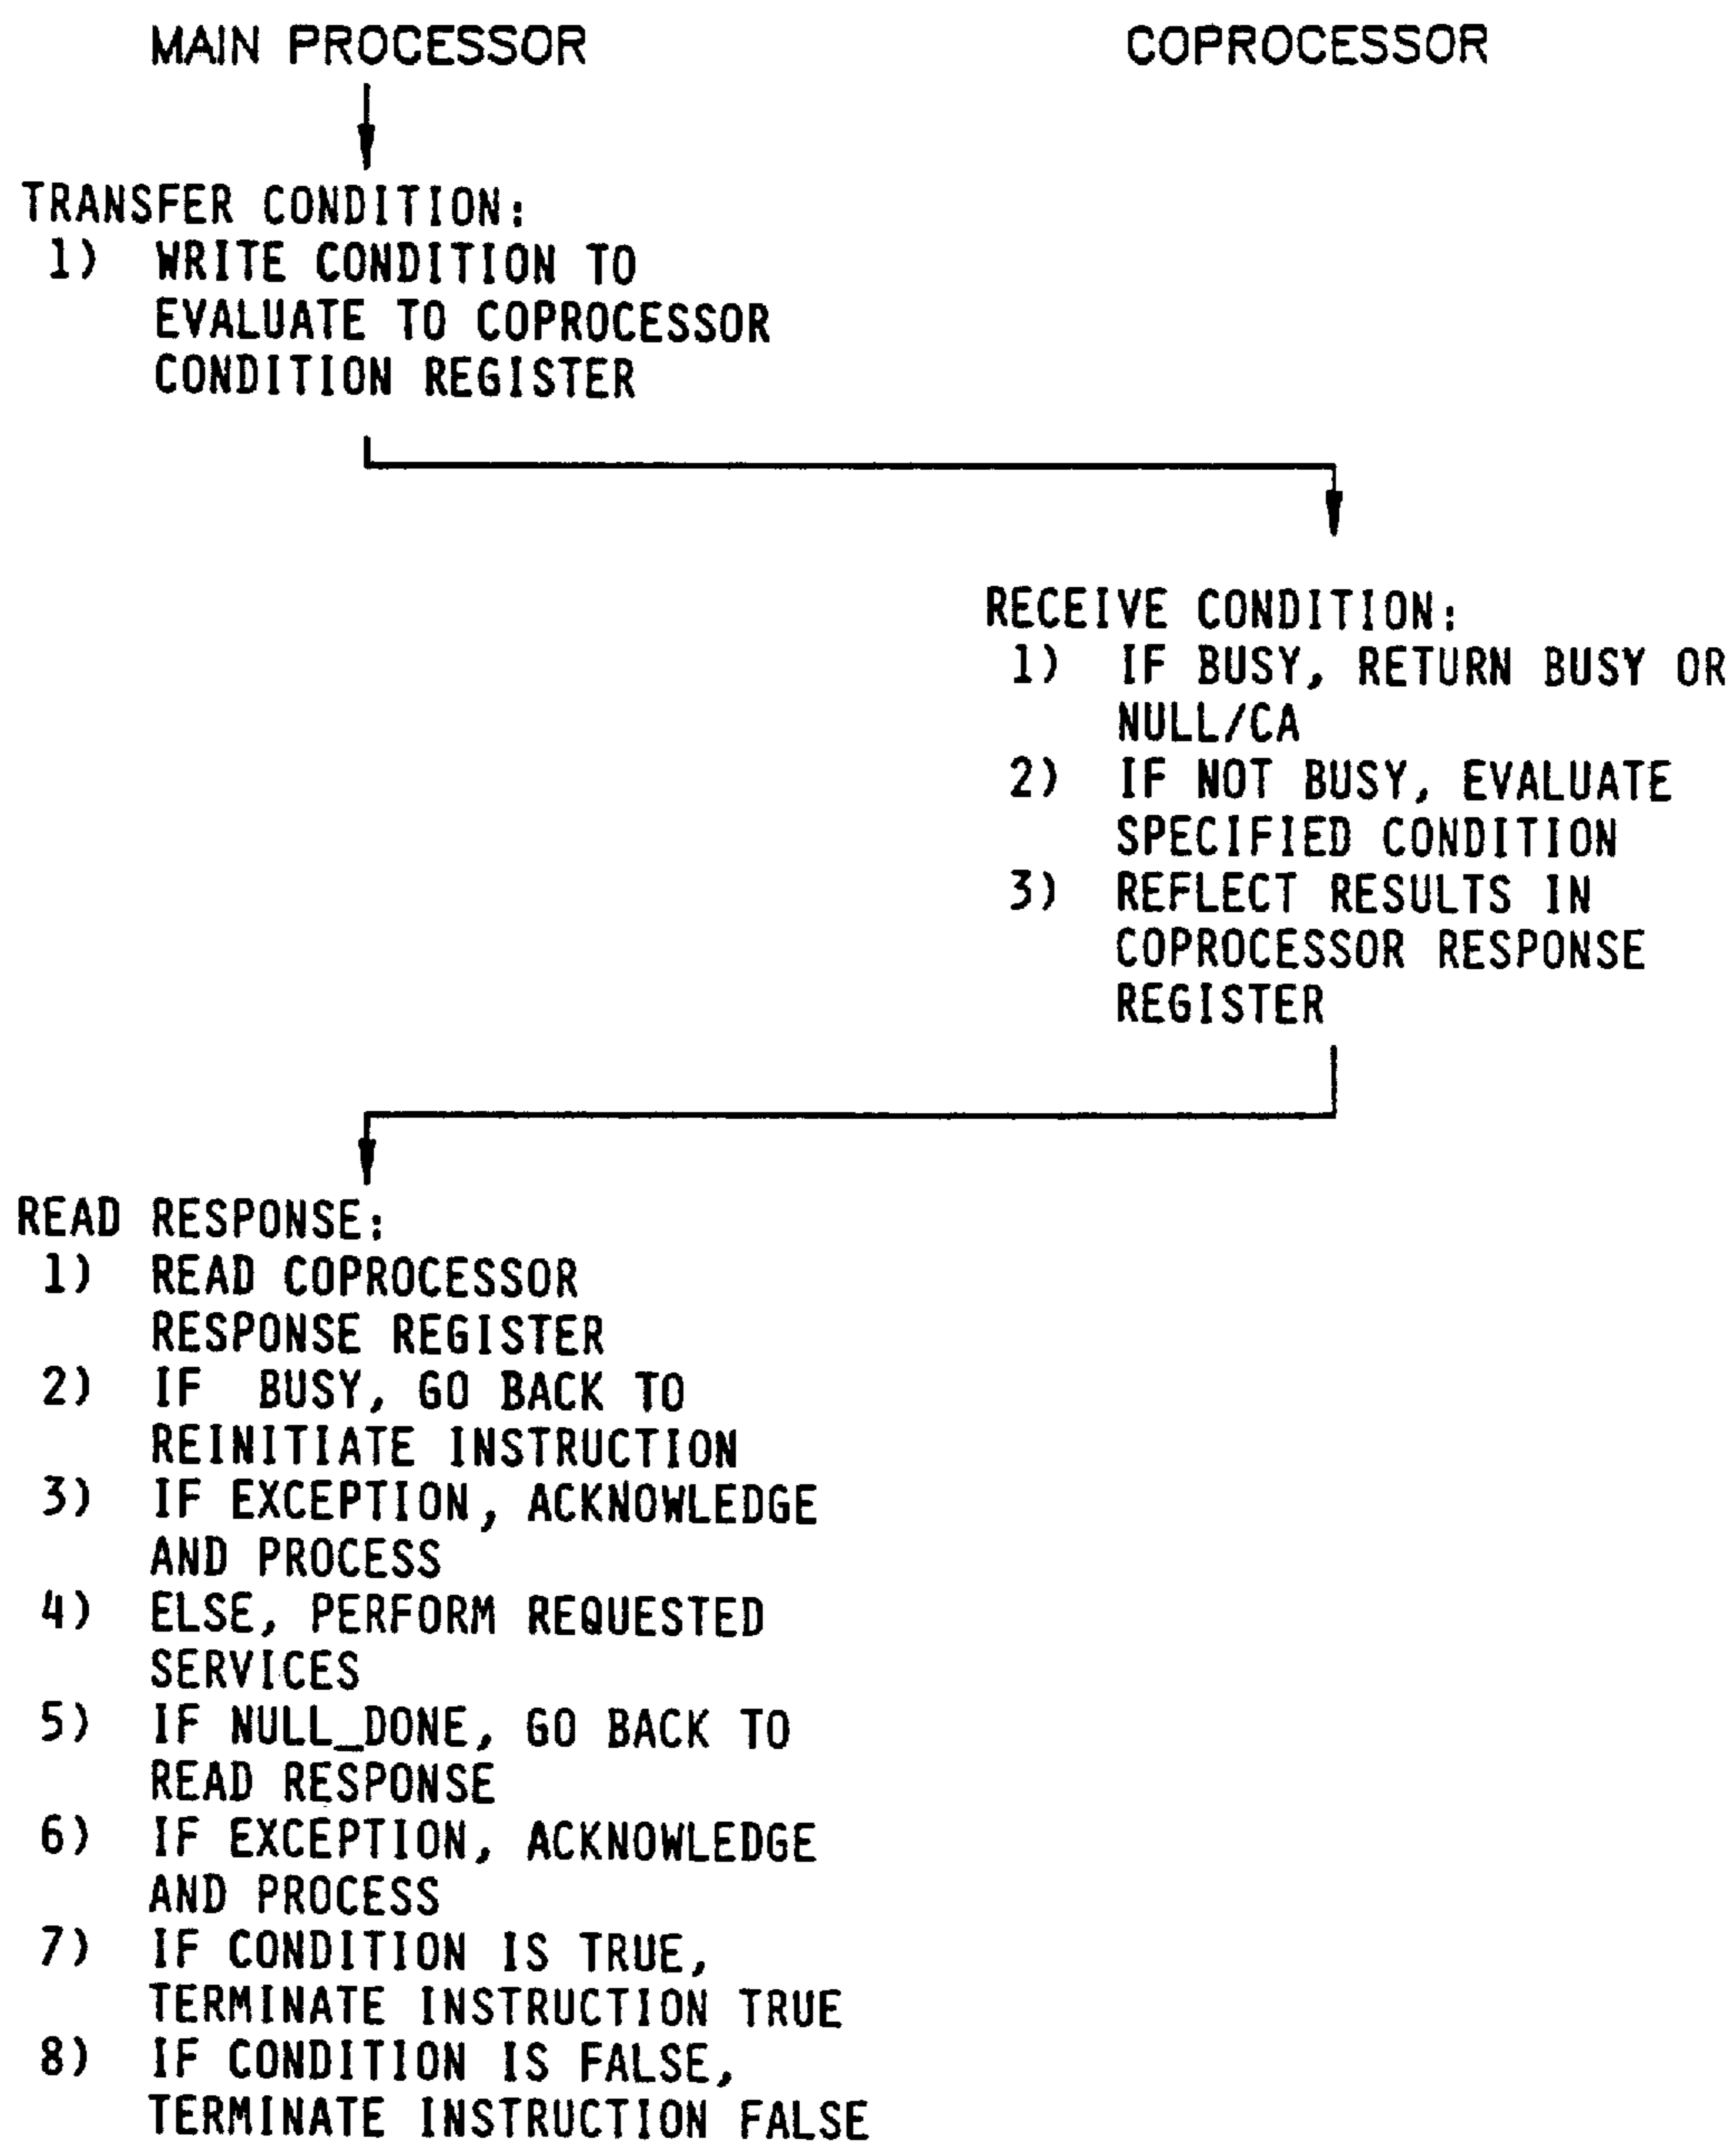 MAIN PROCESSOR
COPROCESSOR
TRANSFER CONDITION:
1) WRITE CONDITION TO
EVALUATE TO COPROCESSOR
CONDITION REGISTER
RECEIVE CONDITION:
1) IF BUSY, RETURN BUSY OR
NULL/CA
2) IF NOT BUSY, EVALUATE
SPECIFIED CONDITION
3) REFLECT RESULTS IN
COPROCESSOR RESPONSE
REGISTER
READ RESPONSE:
1) READ COPROCESSOR
RESPONSE REGISTER
2) IF BUSY, GO BACK TO
REINITIATE INSTRUCTION
3) IF EXCEPTION, ACKNOWLEDGE
AND PROCESS
4) ELSE, PERFORM REQUESTED
SERVICES
5) IF NULL_DONE, GO BACK TO
READ RESPONSE
6) IF EXCEPTION, ACKNOWLEDGE
AND PROCESS
7) IF CONDITION IS TRUE,
TERMINATE INSTRUCTION TRUE
8) IF CONDITION IS FALSE,
TERMINATE INSTRUCTION FALSE